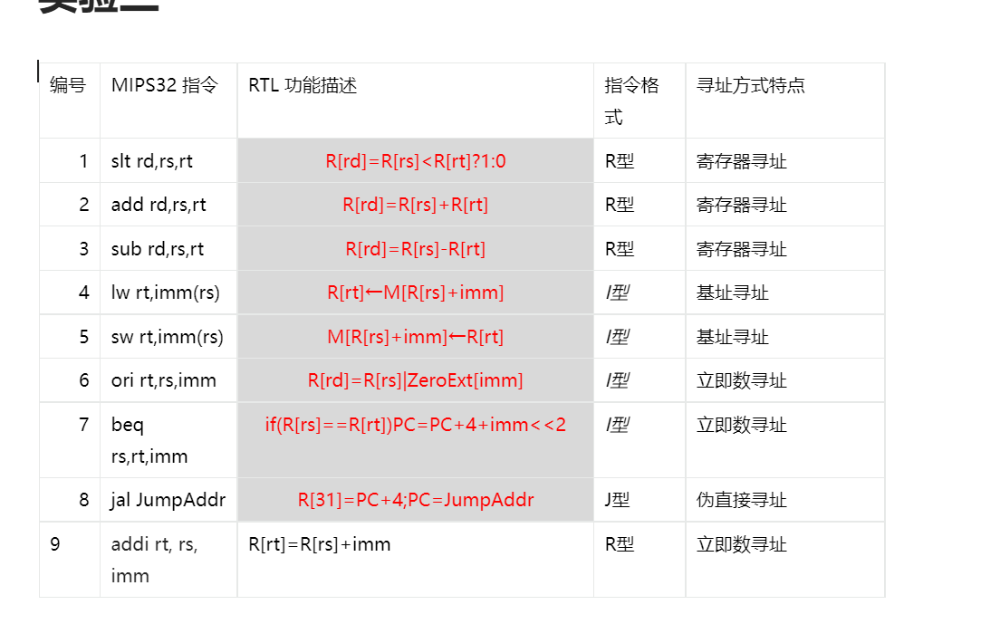 编号 MIPS32 指令 RTL 功能描述 指令格 寻址方式特点
式
1 slt rd,rs,rt R[rd]=R[rs]<R[rt]?1:0 R型 寄存器寻址
2 add rd,rs,rt R[rd]=R[rs]+R[rt] R型 寄存器寻址
3 sub rd,rs,rt R[rd]=R[rs]-R[rt] R型 寄存器寻址
4 lw rt,imm(rs) R[rt]←M[R[rs]+imm] I型 基址寻址
5 sw rt,imm(rs) M[R[rs]+imm]←R[rt] I型 基址寻址
6 ori rt,rs,imm R[rd]=R[rs]|ZeroExt[imm] I型 立即数寻址
7 beq if(R[rs]==R[rt])PC=PC+4+imm<<2 I型 立即数寻址
rs,rt,imm
8 jal JumpAddr R[31]=PC+4;PC=JumpAddr J型 伪直接寻址
9 addi rt, rs, R[rt]=R[rs]+imm R型 立即数寻址
imm